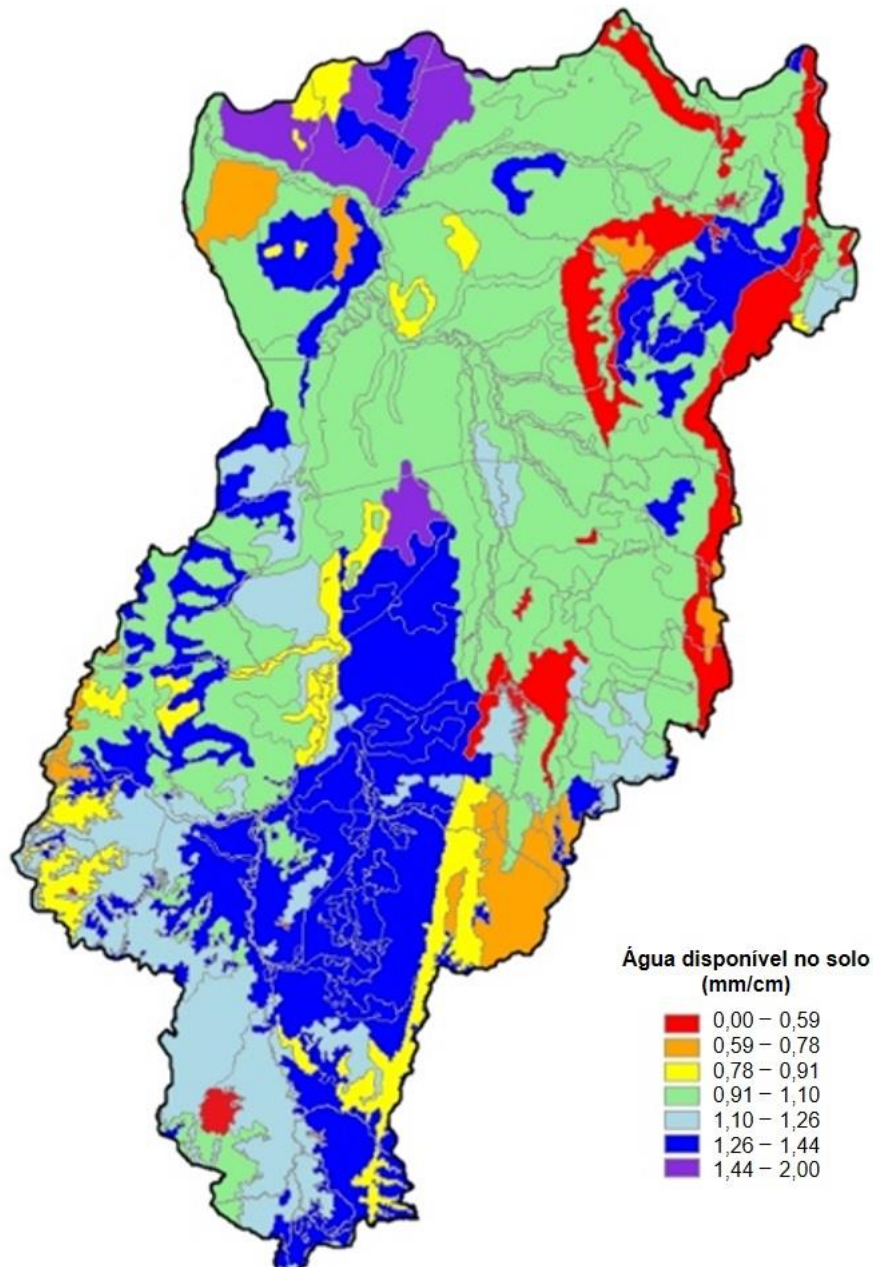 Água disponível no solo
(mm/cm)
0,00 – 0,59
0,59 – 0,78
0,78 – 0,91
0,91 – 1,10
1,10 – 1,26
1,26 – 1,44
1,44 – 2,00